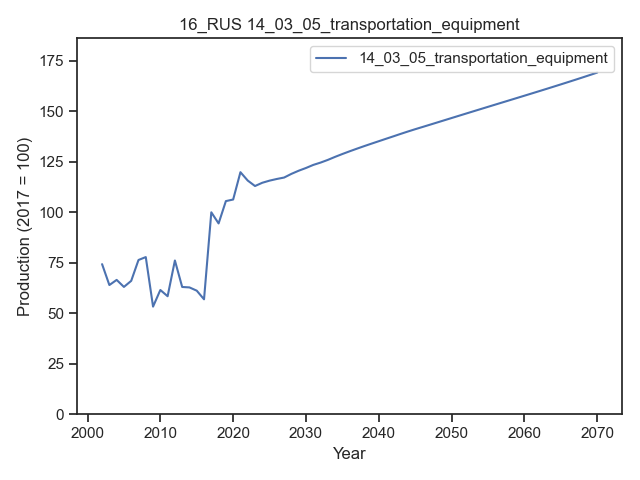 16_RUS 14_03_05_transportation_equipment
14_03_05_transportation_equipment
Production (2017 = 100)
175
150
125
100
75
50
25
0
2000 2010 2020 2030 2040 2050 2060 2070
Year